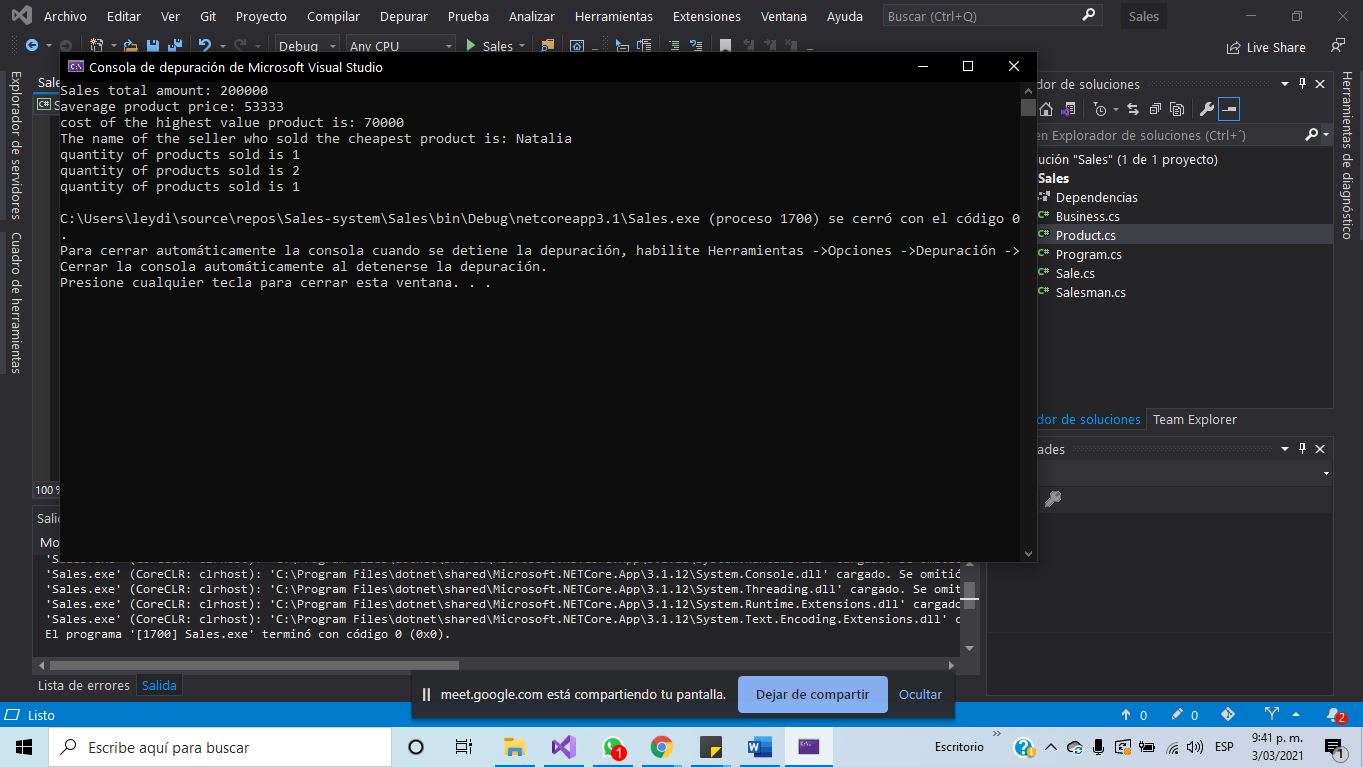 Archivo Editar Ver Git Proyecto Compilar Depurar Prueba Analizar Herramientas Extensiones Ventana Ayuda Buscar (Ctrl+Q) Sales
Debug Any CPU Sales Live Share
Consola de depuración de Microsoft Visual Studio
Sales total amount: 200000
average product price: 53333
cost of the highest value product is: 70000
The name of the seller who sold the cheapest product is: Natalia
quantity of products sold is 1
quantity of products sold is 2
quantity of products sold is 1
C:\Users\leydi\source\repos\Sales-system\Sales\bin\Debug\netcoreapp3.1\Sales.exe (proceso 1700) se cerró con el código 0
.
Para cerrar automáticamente la consola cuando se detiene la depuración, habilite Herramientas ->Opciones ->Depuración ->
Cerrar la consola automáticamente al detenerse la depuración.
Presione cualquier tecla para cerrar esta ventana. . .
Explorador de servidores
Cuadro de herramientas
Sale
C# S
100 %
dor de soluciones
en Explorador de soluciones (Ctrl+´)
ución "Sales" (1 de 1 proyecto)
Sales
Dependencias
C# Business.cs
C# Product.cs
C# Program.cs
C# Sale.cs
C# Salesman.cs
Herramientas de diagnóstico
dor de soluciones Team Explorer
ades
Sali
Mo
'Sales.exe' (CoreCLR: clrhost): 'C:\Program Files\dotnet\shared\Microsoft.NETCore.App\3.1.12\System.Console.dll' cargado. Se omitió
'Sales.exe' (CoreCLR: clrhost): 'C:\Program Files\dotnet\shared\Microsoft.NETCore.App\3.1.12\System.Threading.dll' cargado. Se omit
'Sales.exe' (CoreCLR: clrhost): 'C:\Program Files\dotnet\shared\Microsoft.NETCore.App\3.1.12\System.Runtime.Extensions.dll' cargado
'Sales.exe' (CoreCLR: clrhost): 'C:\Program Files\dotnet\shared\Microsoft.NETCore.App\3.1.12\System.Text.Encoding.Extensions.dll' c
El programa '[1700] Sales.exe' terminó con código 0 (0x0).
Lista de errores Salida
meet.google.com está compartiendo tu pantalla. Dejar de compartir Ocultar
Listo 0 0 2
Escribe aquí para buscar 1 Escritorio » ESP 9:41 p. m. 1
3/03/2021